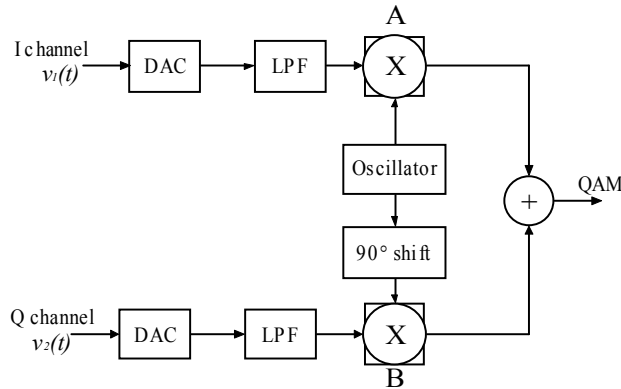 A
I channel
v₁(t)
DAC
LPF
X
Oscillator
QAM
+
90° shift
Q channel
v₂(t)
DAC
LPF
X
B